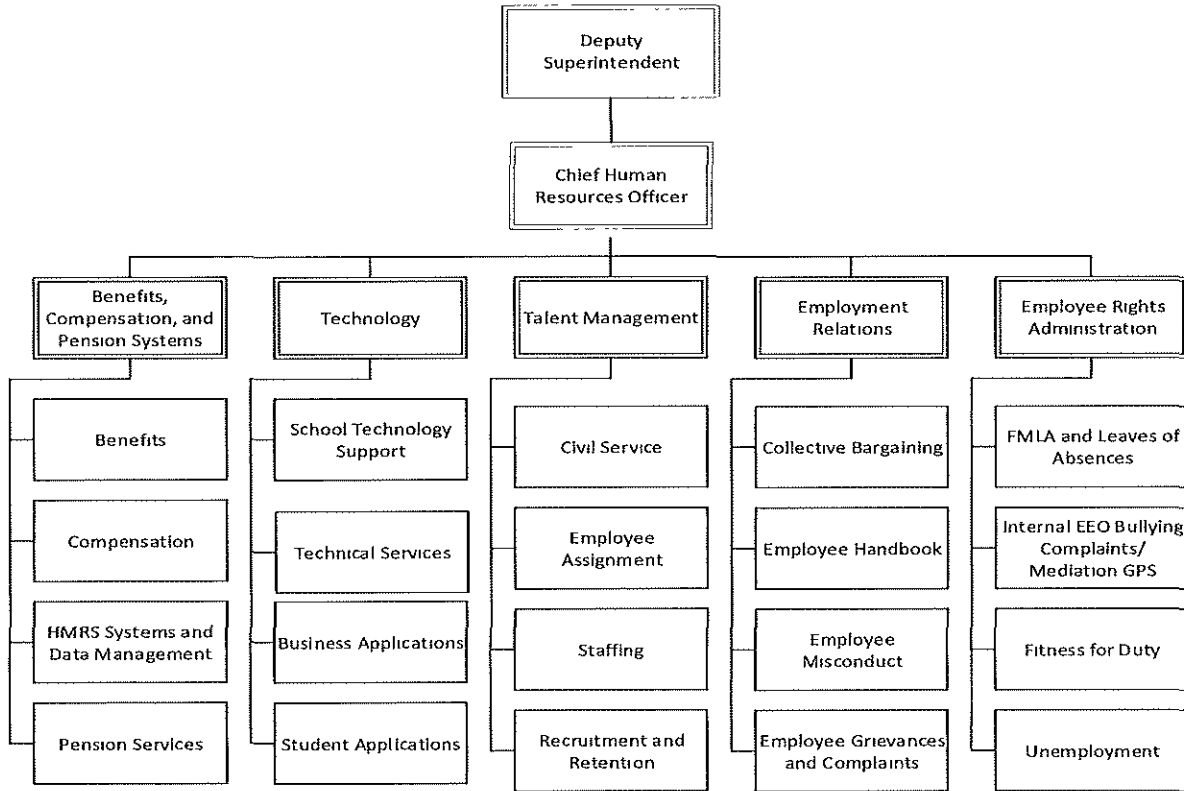 Deputy
Superintendent
Chief Human
Resources Officer
Benefits,
Compensation, and
Pension Systems
Technology
Talent Management
Employment
Relations
Employee Rights
Administration
Benefits
Compensation
HMRS Systems and
Data Management
Pension Services
School Technology
Support
Technical Services
Business Applications
Student Applications
Civil Service
Employee
Assignment
Staffing
Recruitment and
Retention
Collective Bargaining
Employee Handbook
Employee
Misconduct
Employee Grievances
and Complaints
FMLA and Leaves of
Absences
Internal EEO Bullying
Complaints/
Mediation GPS
Fitness for Duty
Unemployment